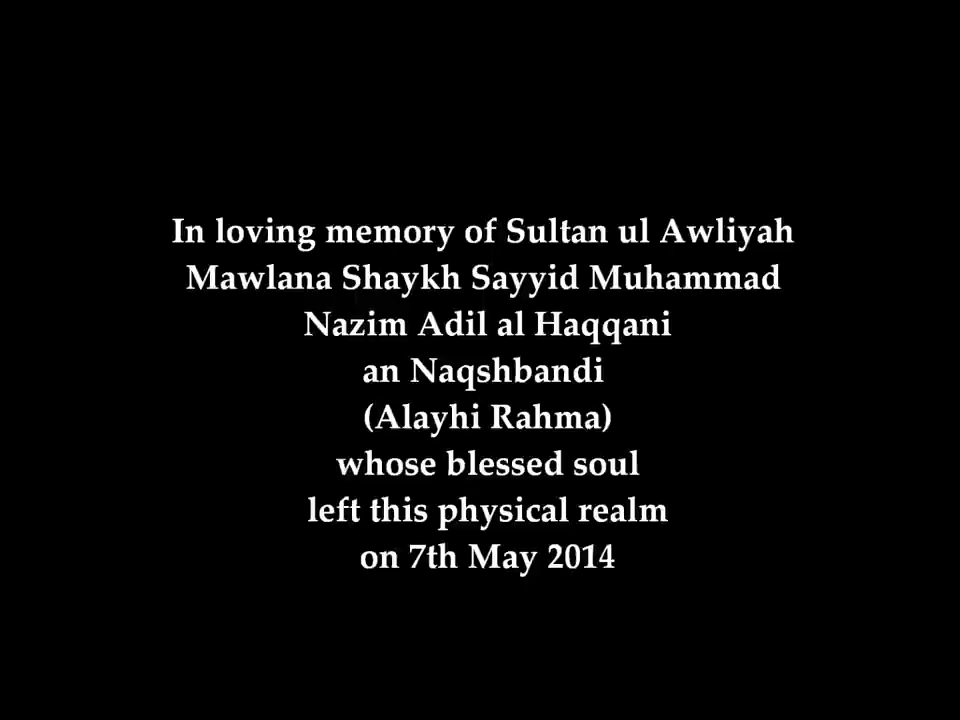 In loving memory of Sultan ul Awliyah
Mawlana Shaykh Sayyid Muhammad
Nazim Adil al Haqqani
an Naqshbandi
(Alayhi Rahma)
whose blessed soul
left this physical realm
on 7th May 2014